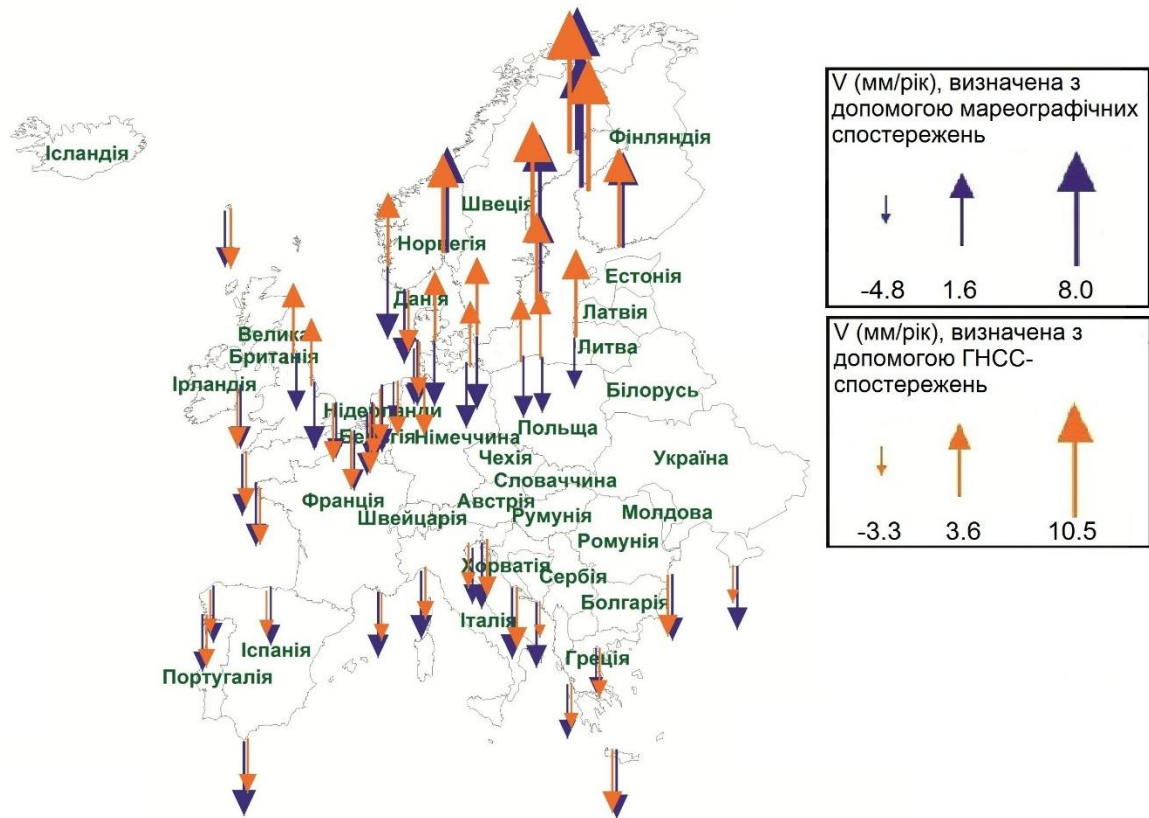 Ісландія
Фінляндія
Швеція
Норвегія
Естонія
Данія
Латвія
Велика
Британія
Литва
Ірландія
Білорусь
Нідерланди
Бельгія
Німеччина
Польща
Чехія
Україна
Словаччина
Франція
Австрія
Швейцарія
Румунія
Молдова
Ромунія
Хорватія
Сербія
Болгарія
Італія
Іспанія
Греція
Португалія
V (мм/рік), визначена з
допомогою мареографічних
спостережень
-4.8 1.6 8.0
V (мм/рік), визначена з
допомогою ГНСС-
спостережень
-3.3 3.6 10.5